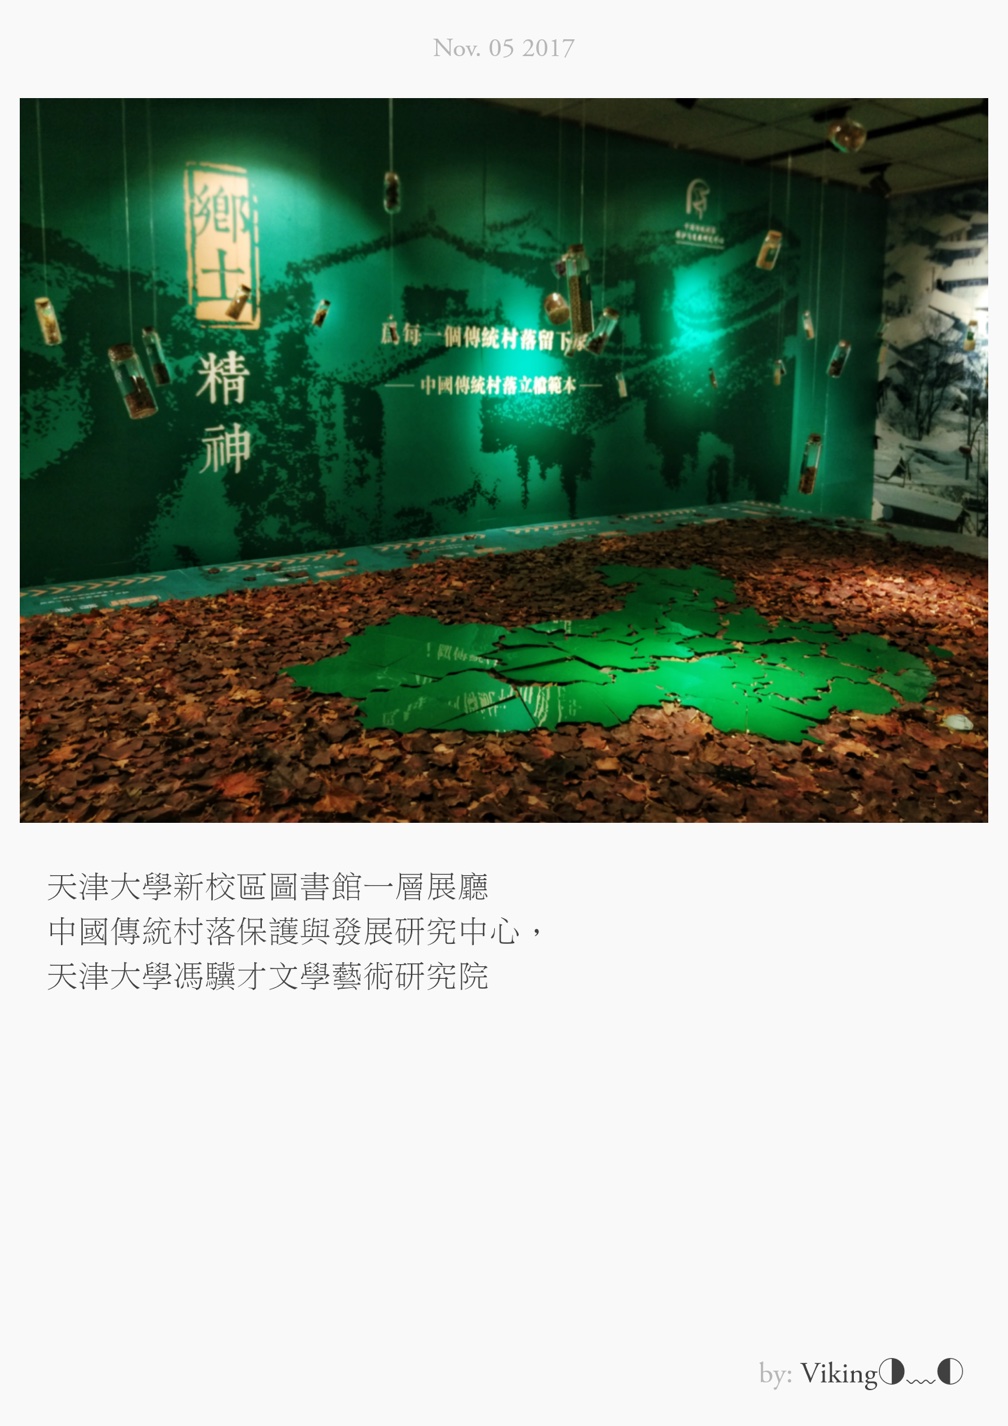 Nov. 05 2017
鄉土
精神
每一個傳統村落留下
中國傳統村落立檔範本
天津大學新校區圖書館一層展廳
中國傳統村落保護與發展研究中心，
天津大學馮驥才文學藝術研究院
by: Viking◑﹏◐